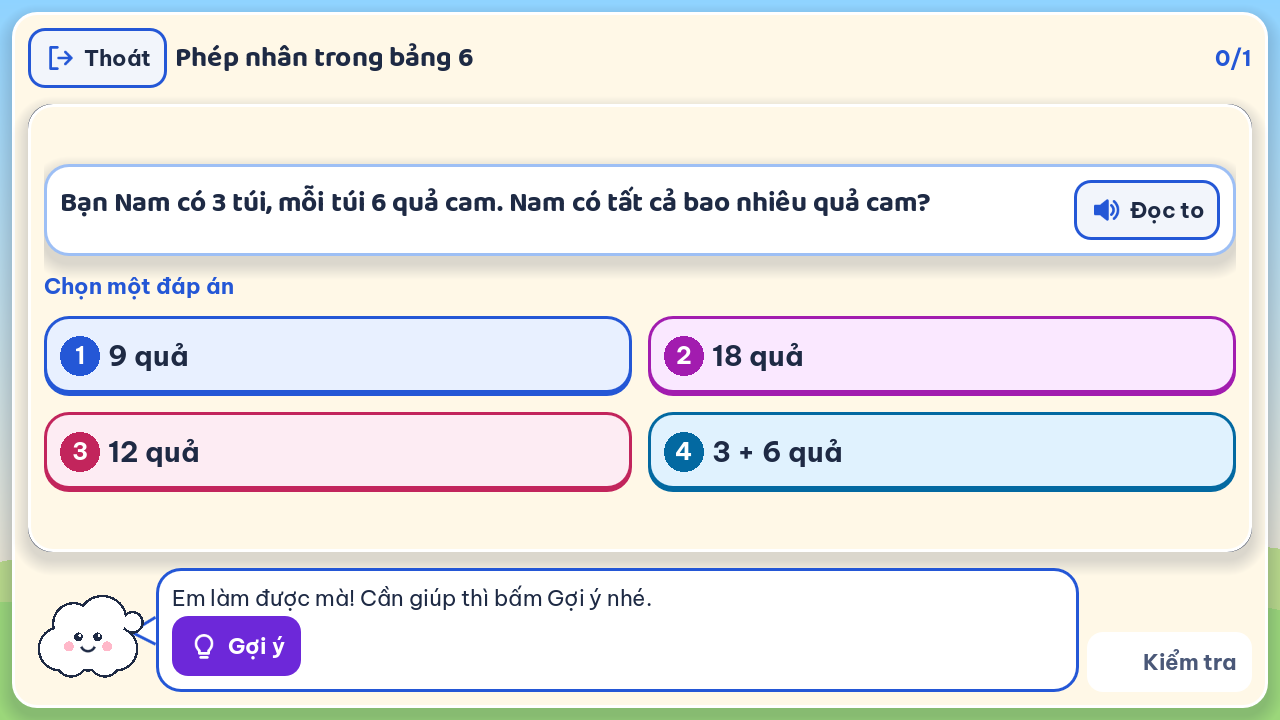 Thoát
Phép nhân trong bảng 6
0/1
Bạn Nam có 3 túi, mỗi túi 6 quả cam. Nam có tất cả bao nhiêu quả cam?
Đọc to
Chọn một đáp án
1 9 quả
2 18 quả
3 12 quả
4 3 + 6 quả
Em làm được mà! Cần giúp thì bấm Gợi ý nhé.
Gợi ý
Kiểm tra